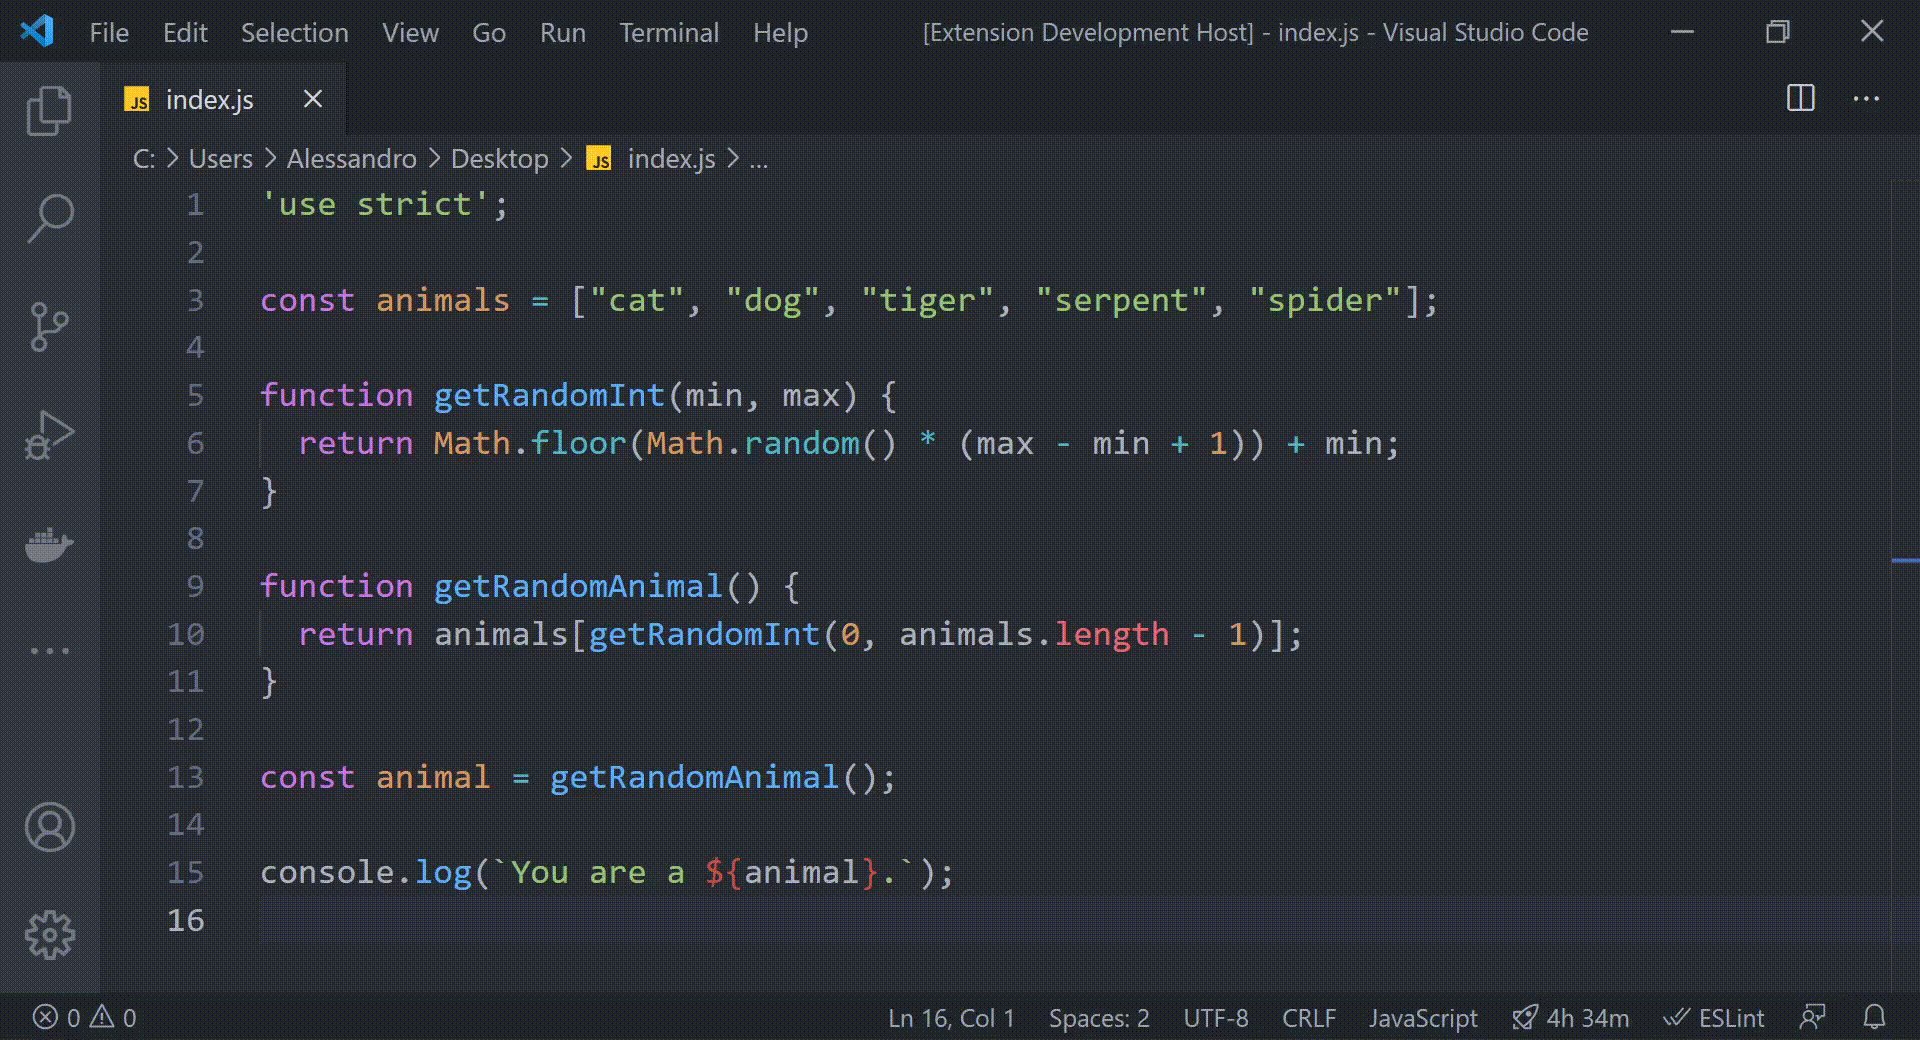 File Edit Selection View Go Run Terminal Help [Extension Development Host] - index.js - Visual Studio Code
JS index.js
C: > Users > Alessandro > Desktop > JS index.js > ...
1 'use strict';
2
3 const animals = ["cat", "dog", "tiger", "serpent", "spider"];
4
5 function getRandomInt(min, max) {
6   return Math.floor(Math.random() * (max - min + 1)) + min;
7 }
8
9 function getRandomAnimal() {
10   return animals[getRandomInt(0, animals.length - 1)];
11 }
12
13 const animal = getRandomAnimal();
14
15 console.log(`You are a ${animal}.`);
16
0 0 Ln 16, Col 1 Spaces: 2 UTF-8 CRLF JavaScript 4h 34m ESLint